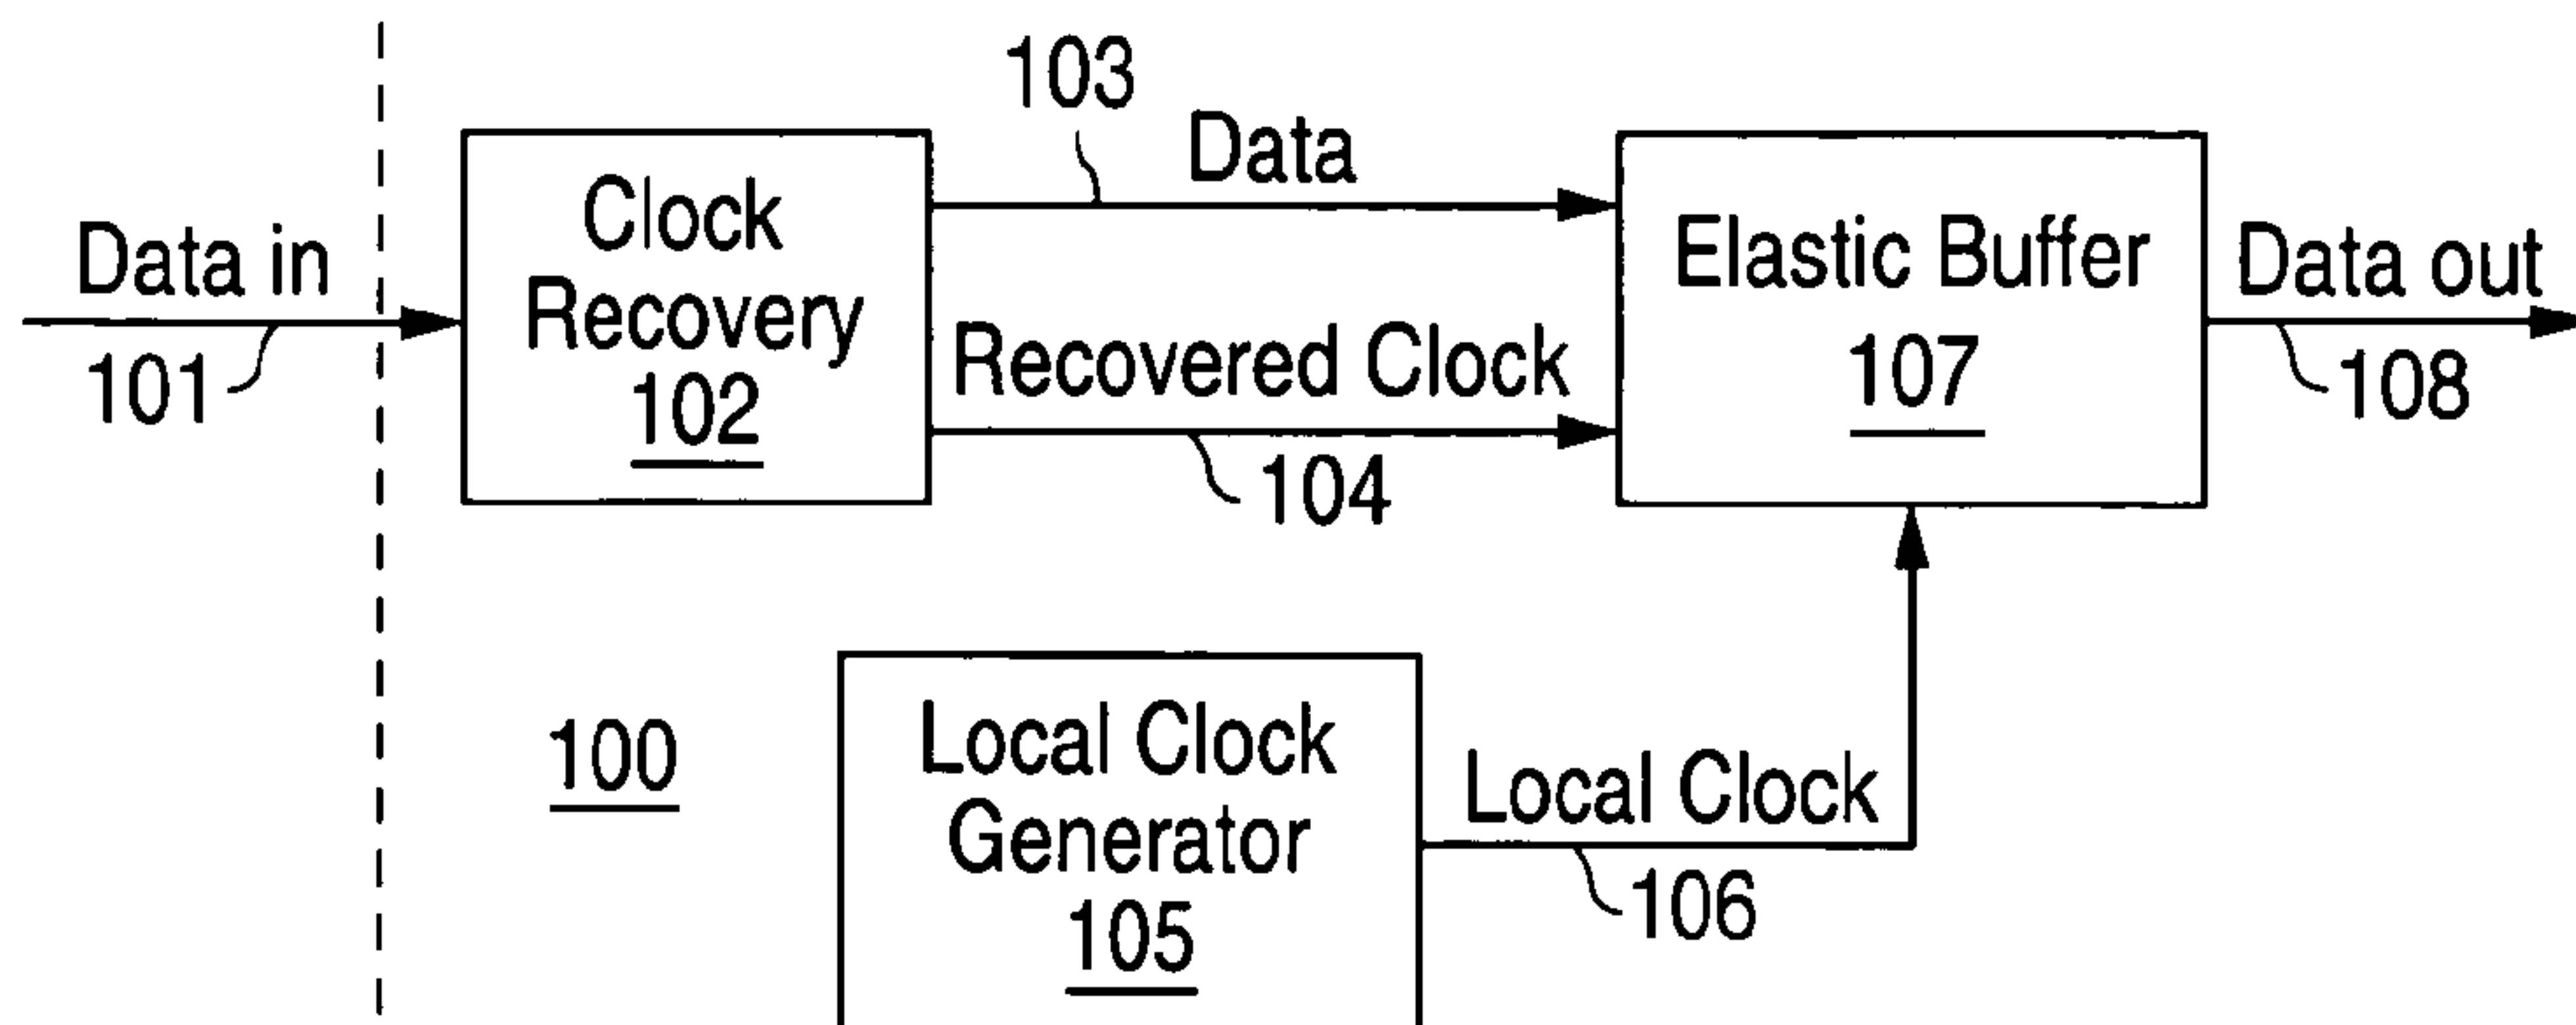 103
Data
Data in
101
Clock
Recovery
102
Recovered Clock
104
Elastic Buffer
107
Data out
108
100
Local Clock
Generator
105
Local Clock
106